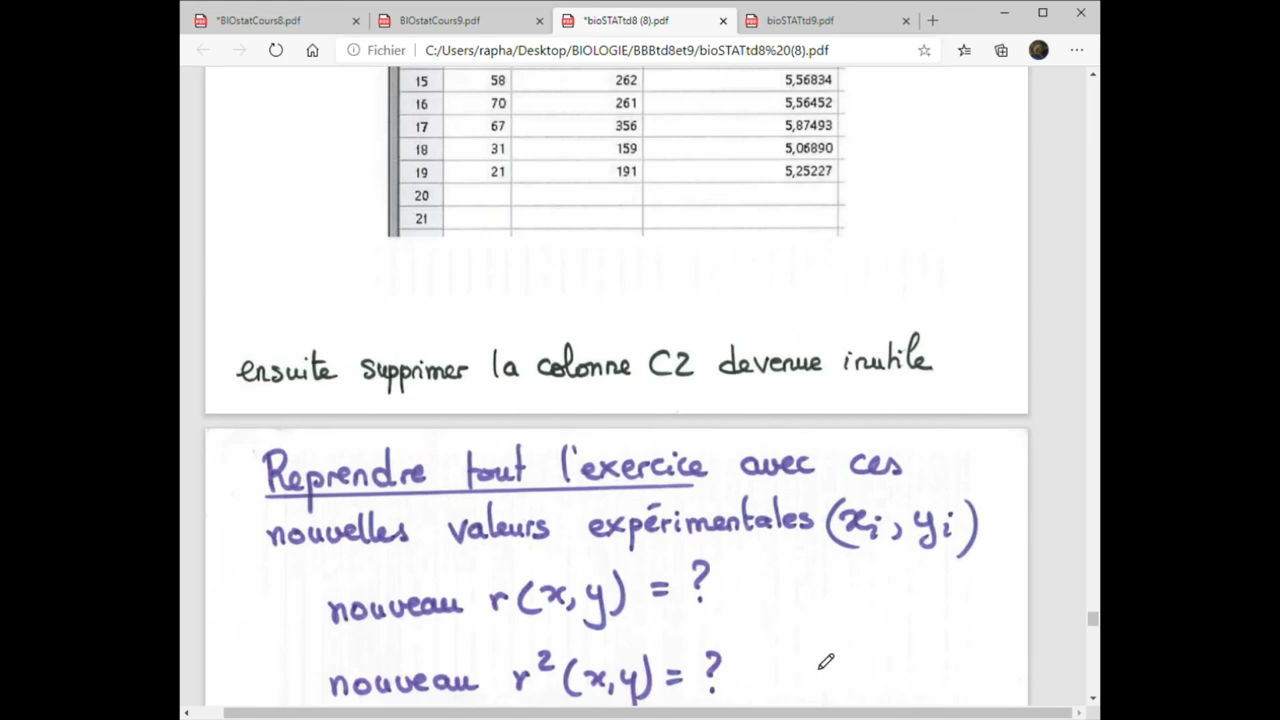 *BIOstatCours8.pdf BIOstatCours9.pdf *bioSTATtd8 (8).pdf bioSTATtd9.pdf
Fichier C:/Users/rapha/Desktop/BIOLOGIE/BBBtd8et9/bioSTATtd8%20(8).pdf
15 58 262 5,56834
16 70 261 5,56452
17 67 356 5,87493
18 31 159 5,06890
19 21 191 5,25227
20
21
ensuite supprimer la colonne C2 devenue inutile
Reprendre tout l'exercice avec ces
nouvelles valeurs expérimentales (xi, yi)
nouveau r(x,y) = ?
nouveau r²(x,y) = ?